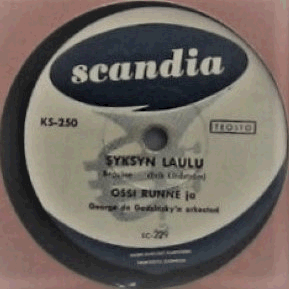 scandia
KS-250
TEOSTO
SYKSYN LAULU
OSSI RUNNE ja
George de Godzinsky'n orkesteri
SC-229